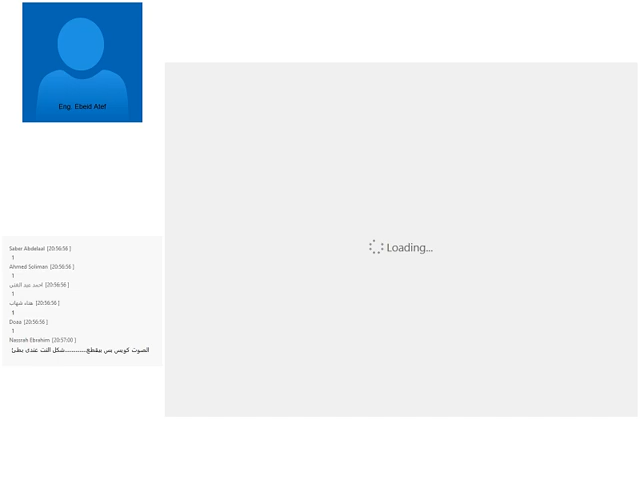 Eng. Ebeid Atef
Loading...
Saber Abdelaal [20:56:56 ]
1
Ahmed Soliman [20:56:56 ]
1
احمد عبد الغني [20:56:56 ]
1
هناء شهاب [20:56:56 ]
1
Doaa [20:56:56 ]
1
Nassrah Ebrahim [20:57:00 ]
الصوت كويس بس بيقطع............شكل النت عندى بطئ